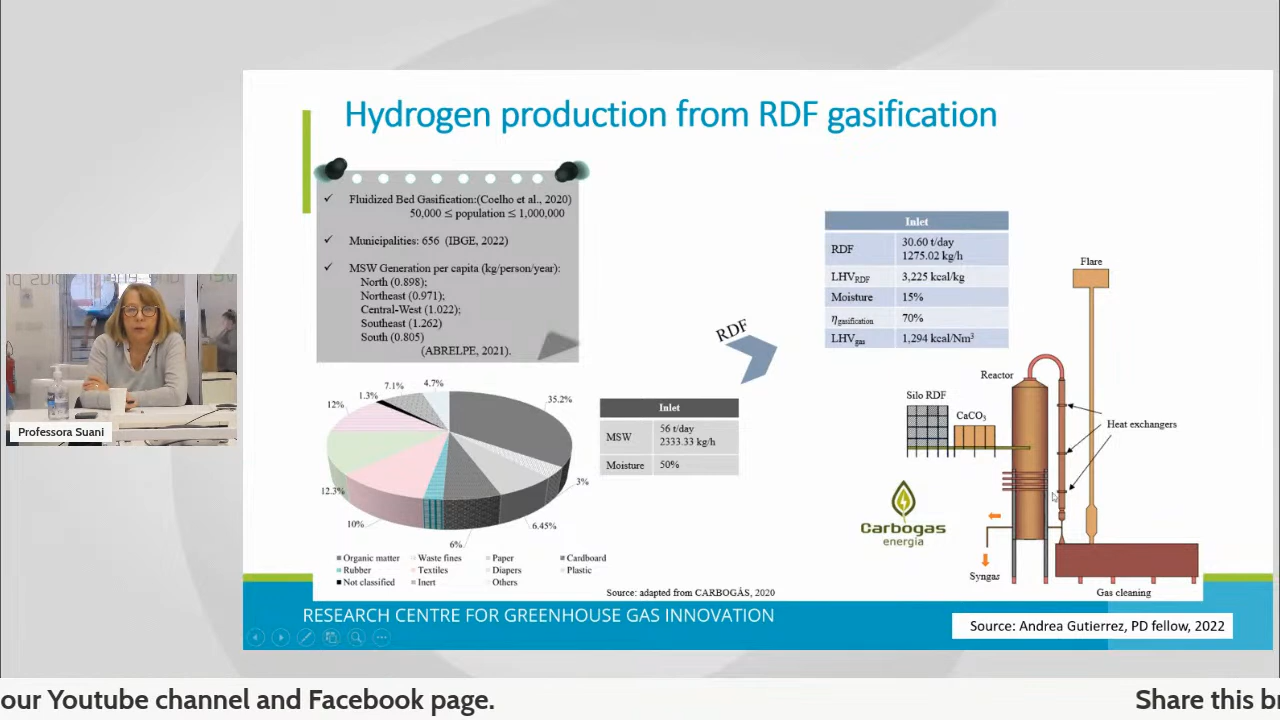 Hydrogen production from RDF gasification
✓ Fluidized Bed Gasification:(Coelho et al., 2020)
50,000 ≤ population ≤ 1,000,000
✓ Municipalities: 656 (IBGE, 2022)
✓ MSW Generation per capita (kg/person/year):
North (0.898);
Northeast (0.971);
Central-West (1.022);
Southeast (1.262)
South (0.805)
(ABRELPE, 2021).
4.7%
7.1%
1.3%
12%
35.2%
12.3%
3%
10%
6.45%
6%
Organic matter Waste fines Paper Cardboard
Rubber Textiles Diapers Plastic
Not classified Inert Others
Inlet
MSW 56 t/day
2333.33 kg/h
Moisture 50%
RDF
Inlet
RDF 30.60 t/day
1275.02 kg/h
LHVRDF 3,225 kcal/kg
Moisture 15%
ηgasification 70%
LHVgas 1,294 kcal/Nm³
Flare
Reactor
Silo RDF
CaCO3
Heat exchangers
Carbogas
energia
Syngas
Gas cleaning
Source: adapted from CARBOGÁS, 2020
RESEARCH CENTRE FOR GREENHOUSE GAS INNOVATION
Source: Andrea Gutierrez, PD fellow, 2022
Professora Suani
our Youtube channel and Facebook page.
Share this br